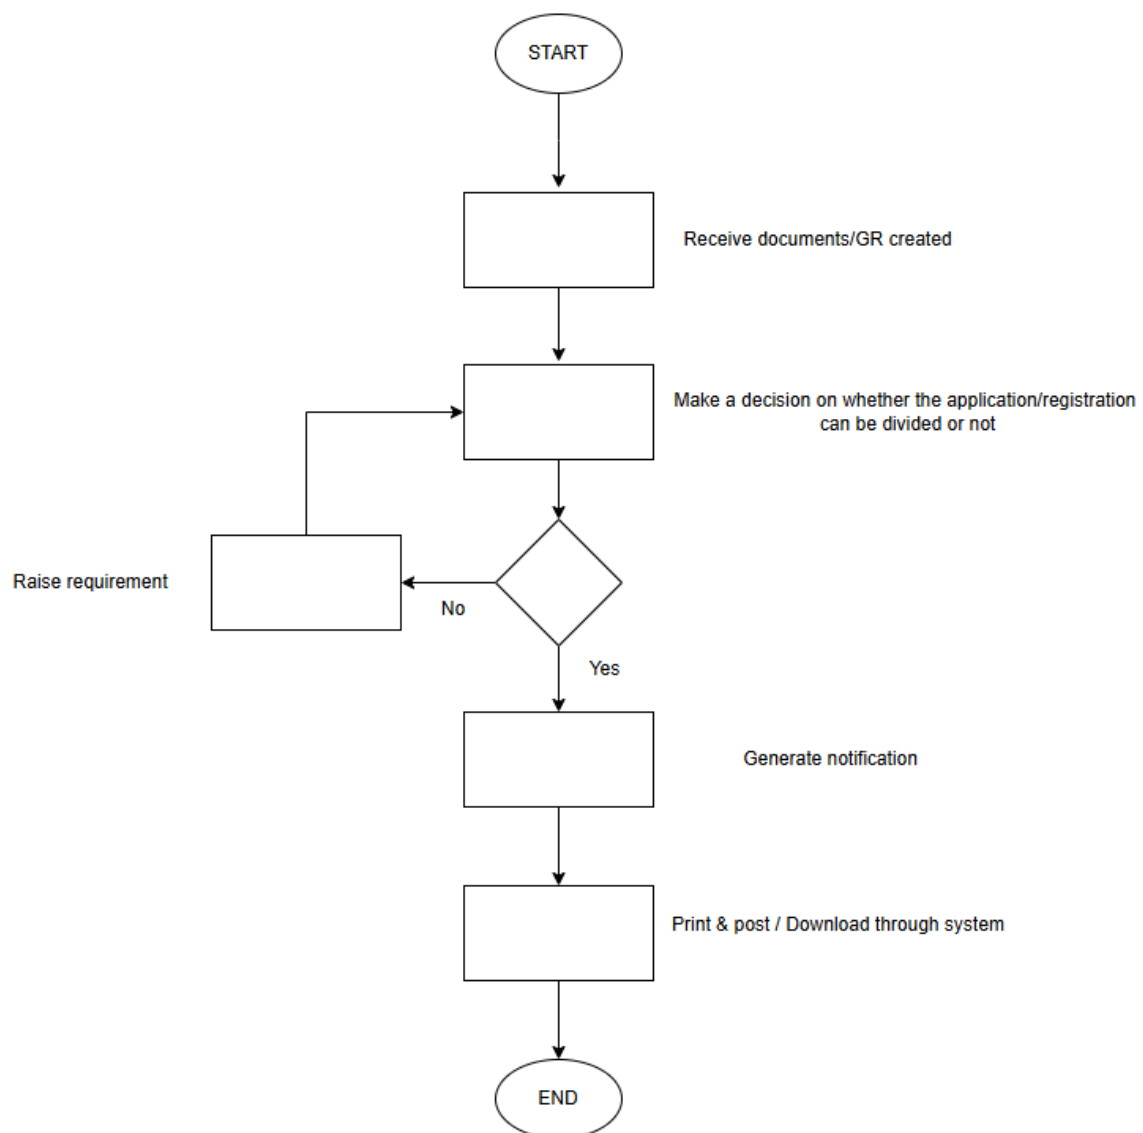 START
Receive documents/GR created
Make a decision on whether the application/registration
can be divided or not
Raise requirement
No
Yes
Generate notification
Print & post / Download through system
END